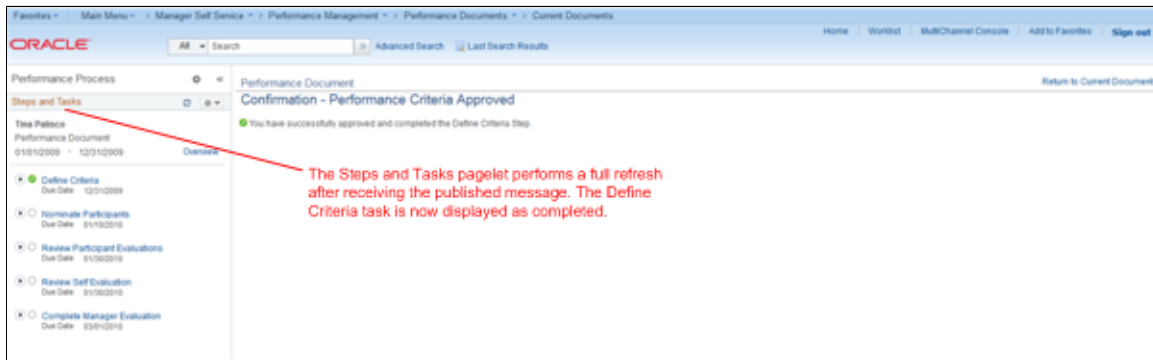 Favorites Main Menu > Manager Self Service > Performance Management > Performance Documents > Current Documents
Home Worklist MultiChannel Console Add to Favorites Sign out
ORACLE
All Search Advanced Search Last Search Results
Performance Process
Steps and Tasks
Tina Palisco
Performance Document
01/01/2009 - 12/31/2009 Overview
Define Criteria
Due Date 12/31/2009
Nominate Participants
Due Date 01/10/2010
Review Participant Evaluations
Due Date 01/30/2010
Review Self Evaluation
Due Date 01/30/2010
Complete Manager Evaluation
Due Date 03/01/2010
Performance Document
Return to Current Document
Confirmation - Performance Criteria Approved
You have successfully approved and completed the Define Criteria Step.
The Steps and Tasks pagelet performs a full refresh
after receiving the published message. The Define
Criteria task is now displayed as completed.